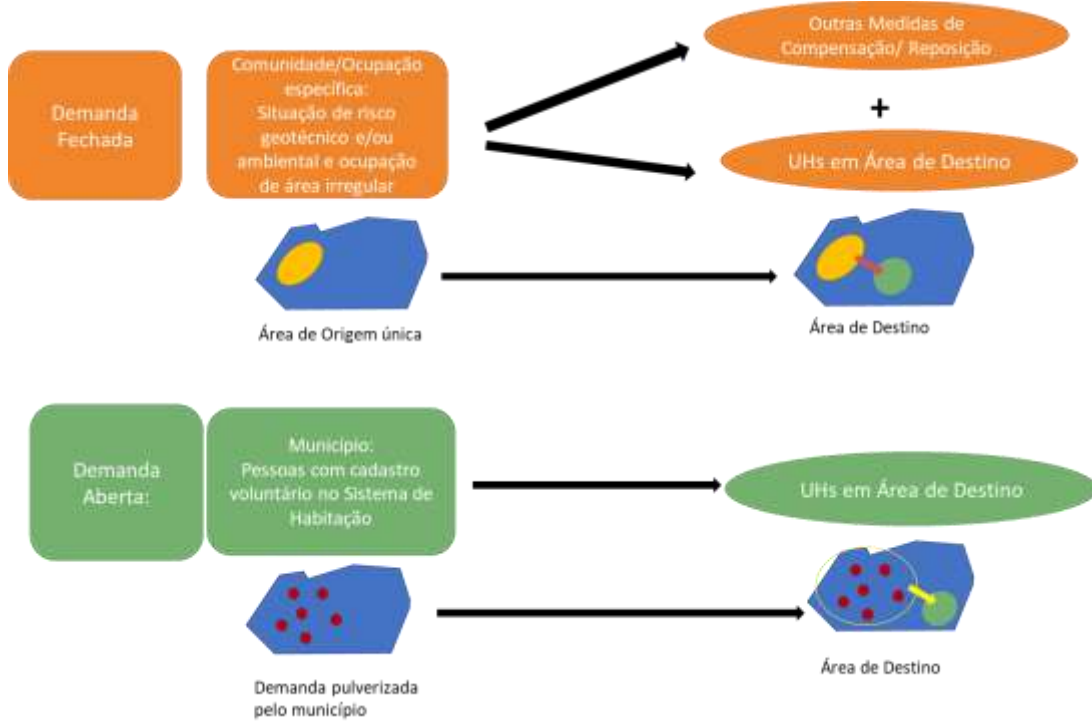 Demanda
Fechada
Comunidade/Ocupação
específica:
Situação de risco
geotécnico e/ou
ambiental e ocupação
de área irregular
Outras Medidas de
Compensação/ Reposição
+
UHs em Área de Destino
Área de Origem única
Área de Destino
Demanda
Aberta:
Município:
Pessoas com cadastro
voluntário no Sistema de
Habitação
UHs em Área de Destino
Demanda pulverizada
pelo município
Área de Destino